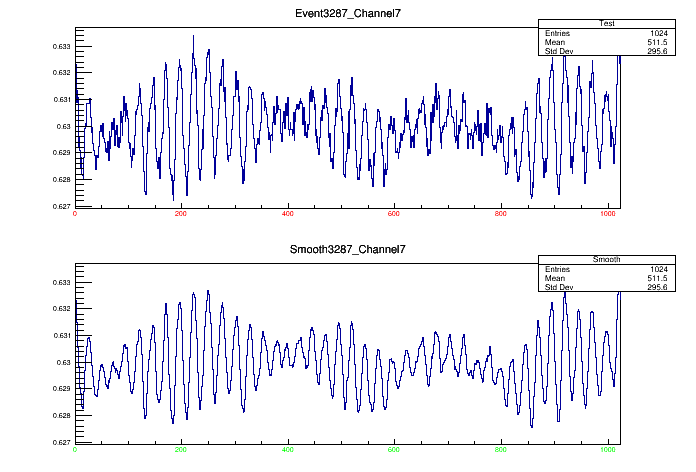 Event3287_Channel7
Test
Entries 1024
Mean 511.5
Std Dev 295.6
0.633
0.632
0.631
0.63
0.629
0.628
0.627
0 200 400 600 800 1000
Smooth3287_Channel7
Smooth
Entries 1024
Mean 511.5
Std Dev 295.6
0.633
0.632
0.631
0.63
0.629
0.628
0.627
0 200 400 600 800 1000